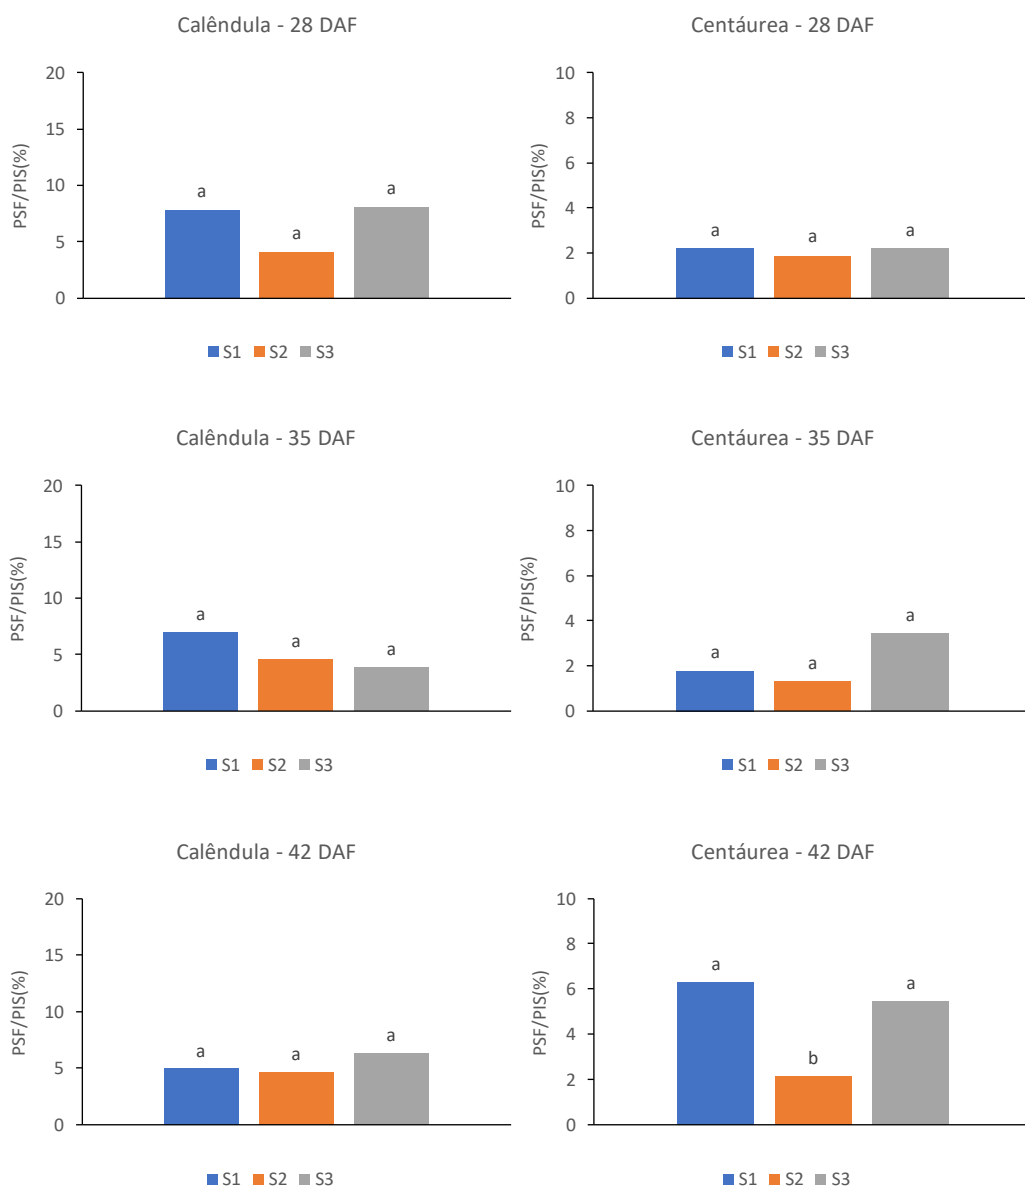 Calêndula - 28 DAF
PSF/PIS(%)
20
15
10
5
0
a
a
a
S1 S2 S3
Centáurea - 28 DAF
PSF/PIS(%)
10
8
6
4
2
0
a
a
a
S1 S2 S3
Calêndula - 35 DAF
PSF/PIS(%)
20
15
10
5
0
a
a
a
S1 S2 S3
Centáurea - 35 DAF
PSF/PIS(%)
10
8
6
4
2
0
a
a
a
S1 S2 S3
Calêndula - 42 DAF
PSF/PIS(%)
20
15
10
5
0
a
a
a
S1 S2 S3
Centáurea - 42 DAF
PSF/PIS(%)
10
8
6
4
2
0
a
b
a
S1 S2 S3